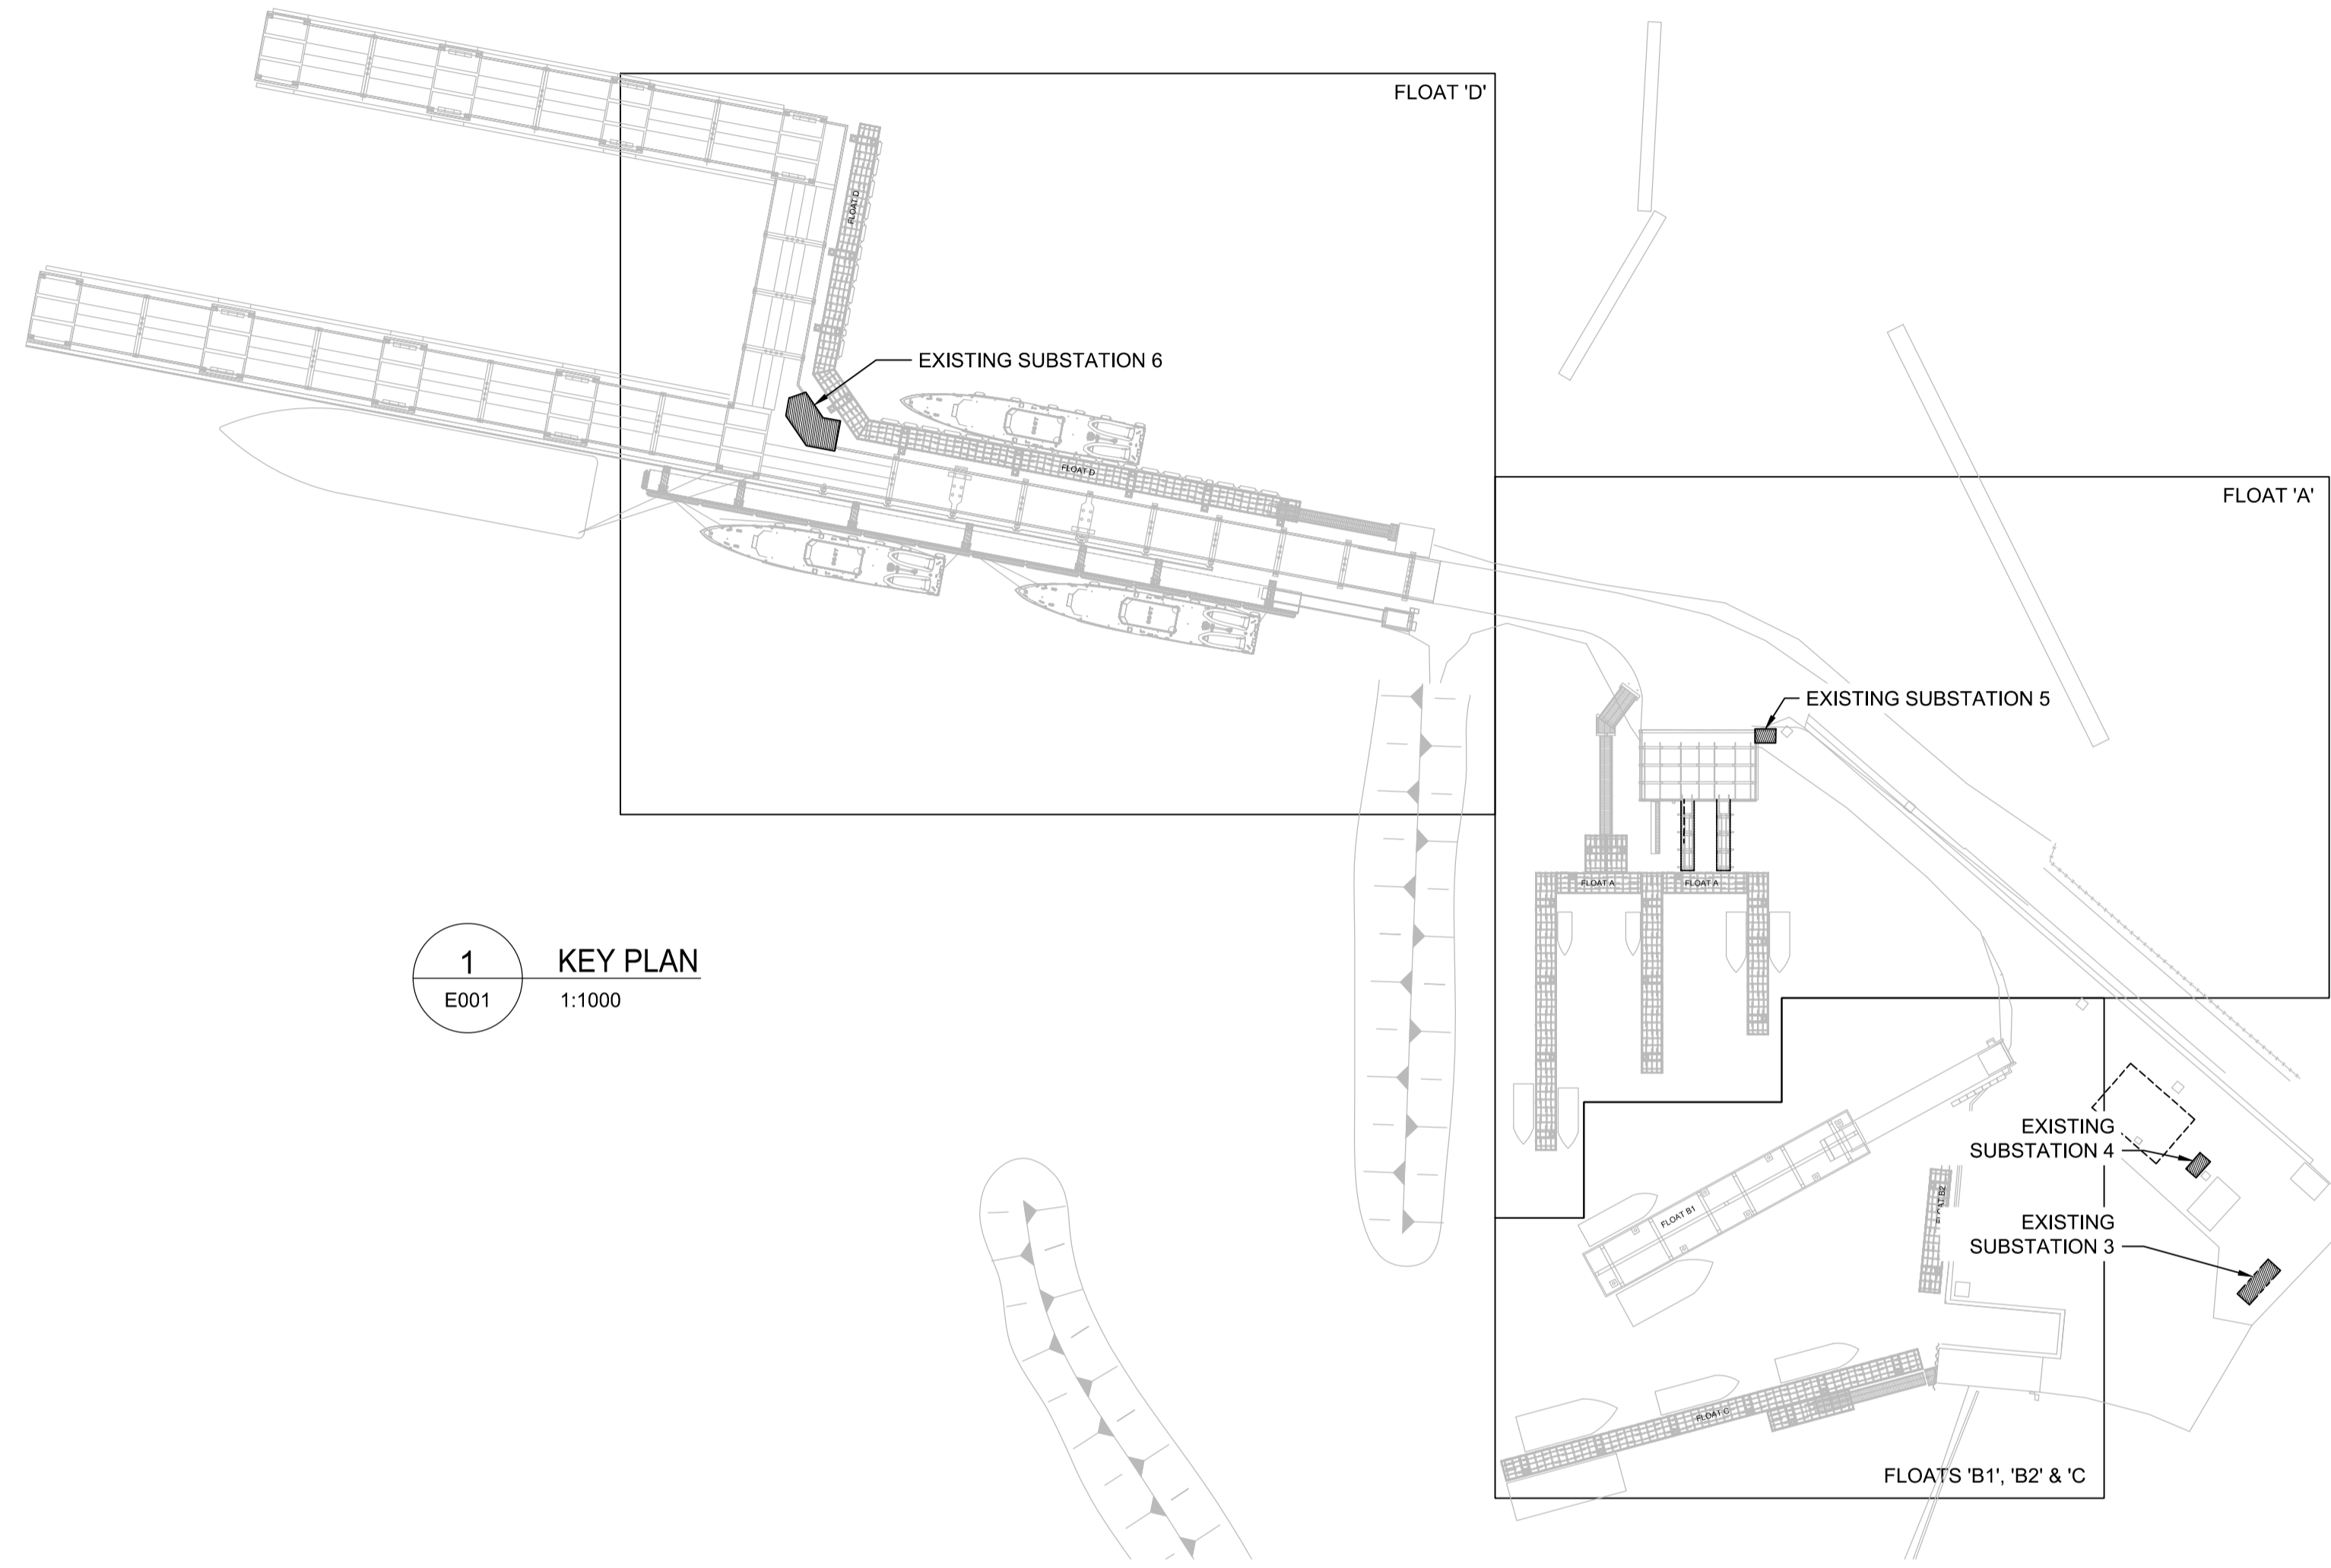 FLOAT 'D'
FLOAT D
EXISTING SUBSTATION 6
FLOAT D
FLOAT 'A'
EXISTING SUBSTATION 5
FLOAT A
FLOAT A
1
KEY PLAN
E001
1:1000
EXISTING
SUBSTATION 4
FLOAT B1
EXISTING
SUBSTATION 3
FLOAT C
FLOATS 'B1', 'B2' & 'C